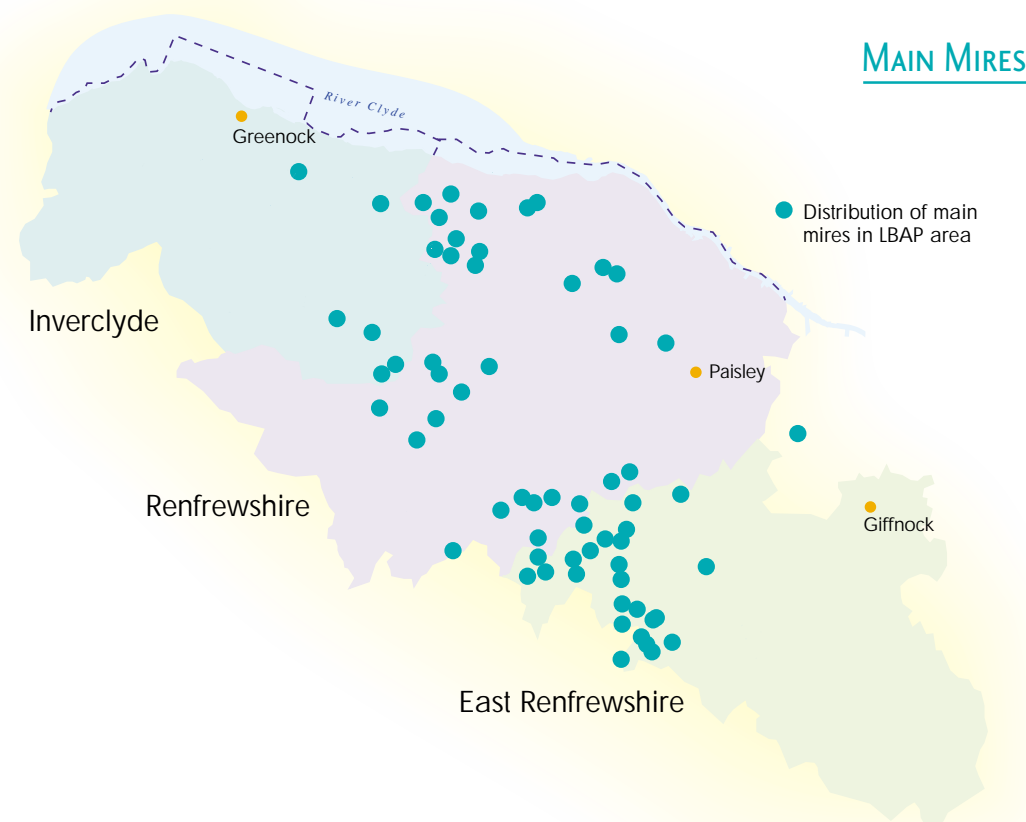 MAIN MIRES
River Clyde
Greenock
Distribution of main
mires in LBAP area
Inverclyde
Paisley
Renfrewshire
Giffnock
East Renfrewshire